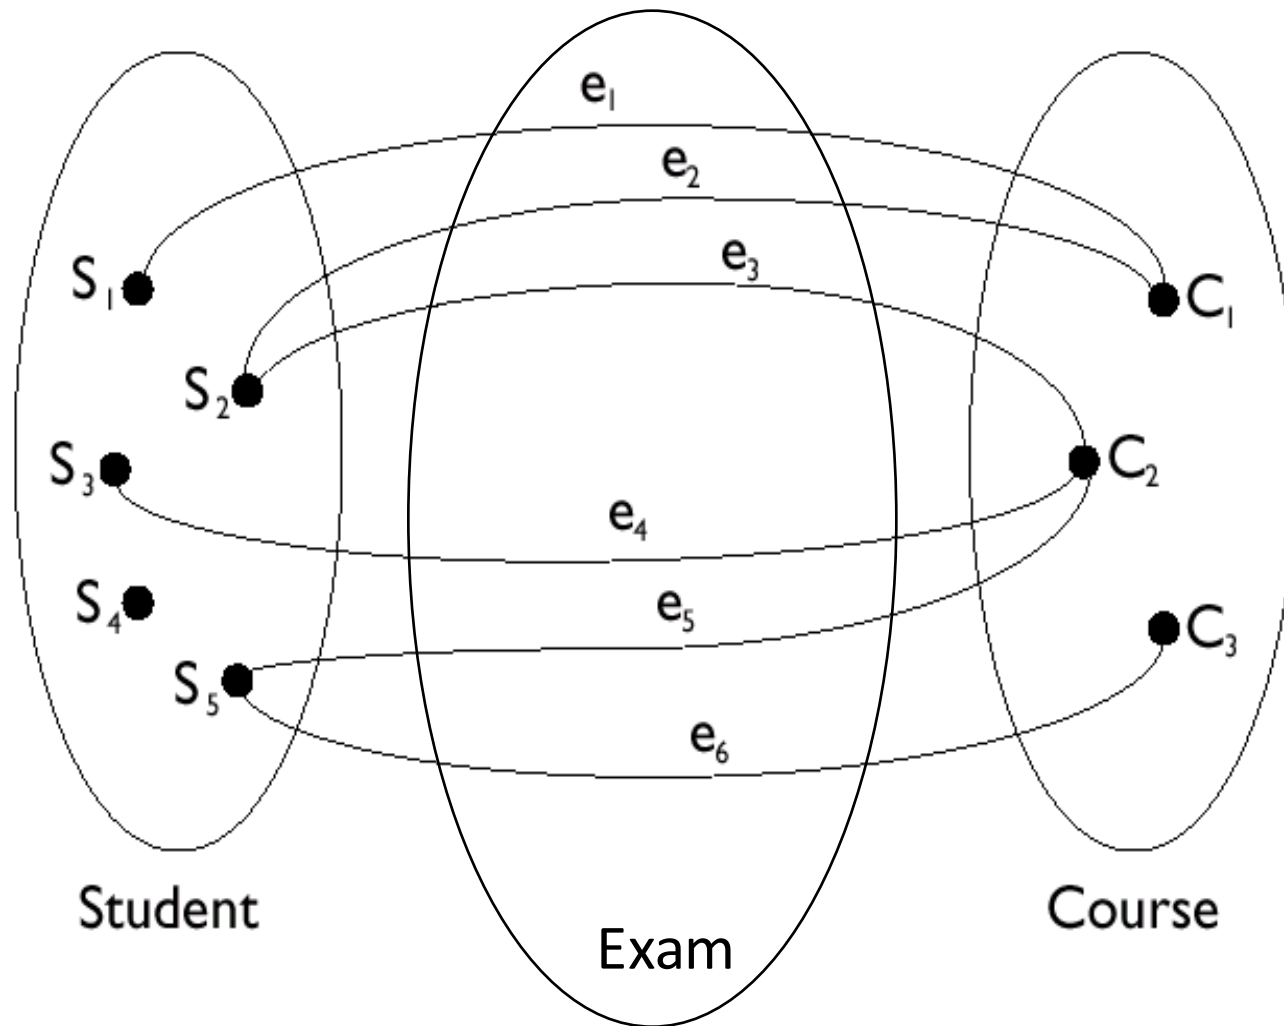 e₁
e₂
e₃
S₁
C₁
S₂
S₃
C₂
e₄
S₄
e₅
C₃
S₅
e₆
Student
Course
Exam